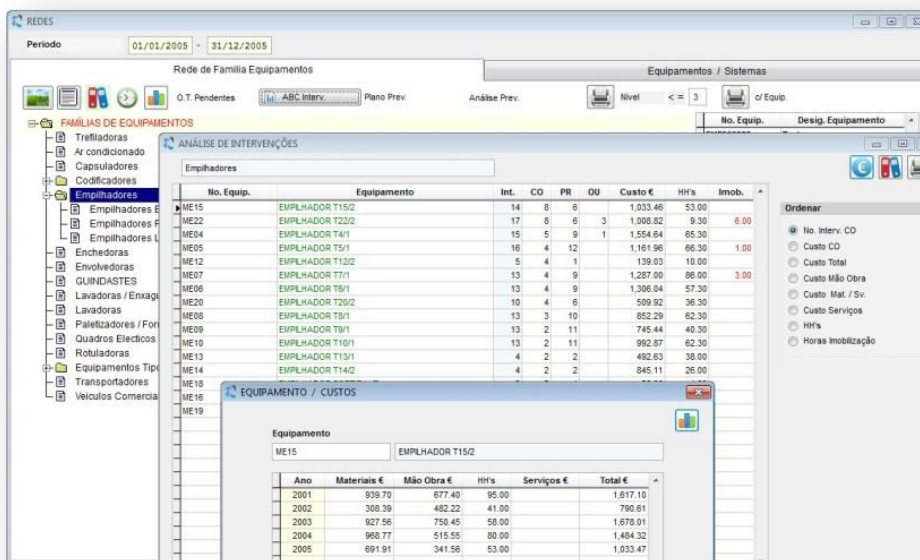 REDES
Periodo 01/01/2005 - 31/12/2005
Rede de Família Equipamentos Equipamentos / Sistemas
O.T. Pendentes ABC Interv. Plano Prev. Análise Prev. Nivel < = 3 c/ Equip.
FAMÍLIAS DE EQUIPAMENTOS
No. Equip. Desig. Equipamento
Trefiladoras
Ar condicionado
Capsuladores
Codificadores
Empilhadores
Empilhadores E
Empilhadores
Empilhadores L
Enchedoras
Envolvedoras
GUINDASTES
Lavadoras / Enxagu
Lavadoras
Paletizadores / For
Quadros Electicos
Rotuladoras
Equipamentos Tip
Transportadores
Veiculos Comercia
ANÁLISE DE INTERVENÇÕES
Empilhadores
No. Equip. Equipamento Int. CO PR OU Custo € HH's Imob.
ME15 EMPILHADOR T15/2 14 8 6 1,033.46 53.00
ME22 EMPILHADOR T22/2 17 8 6 3 1,008.82 9.30 6.00
ME04 EMPILHADOR T4/1 15 5 9 1 1,554.64 65.30
ME05 EMPILHADOR T5/1 16 4 12 1,161.96 66.30 1.00
ME12 EMPILHADOR T12/2 5 4 1 139.03 10.00
ME07 EMPILHADOR T7/1 13 4 9 1,287.00 86.00 3.00
ME06 EMPILHADOR T6/1 13 4 9 1,306.04 57.30
ME20 EMPILHADOR T20/2 10 4 6 509.92 36.30
ME08 EMPILHADOR T8/1 13 3 10 852.29 62.30
ME09 EMPILHADOR T9/1 13 2 11 745.44 40.30
ME10 EMPILHADOR T10/1 13 2 11 992.87 62.30
ME13 EMPILHADOR T13/1 4 2 2 492.63 38.00
ME14 EMPILHADOR T14/2 4 2 2 845.11 26.00
ME18
ME16
ME19
Ordenar
No. Interv. CO
Custo CO
Custo Total
Custo Mão Obra
Custo Mat. / Sv.
Custo Serviços
HH's
Horas Imobilização
EQUIPAMENTO / CUSTOS
Equipamento
ME15 EMPILHADOR T15/2
Ano Materiais € Mão Obra € HH's Serviços € Total €
2001 939.70 677.40 95.00 1,617.10
2002 308.39 482.22 41.00 790.61
2003 927.56 750.45 58.00 1,678.01
2004 968.77 515.55 80.00 1,484.32
2005 691.91 341.56 53.00 1,033.47